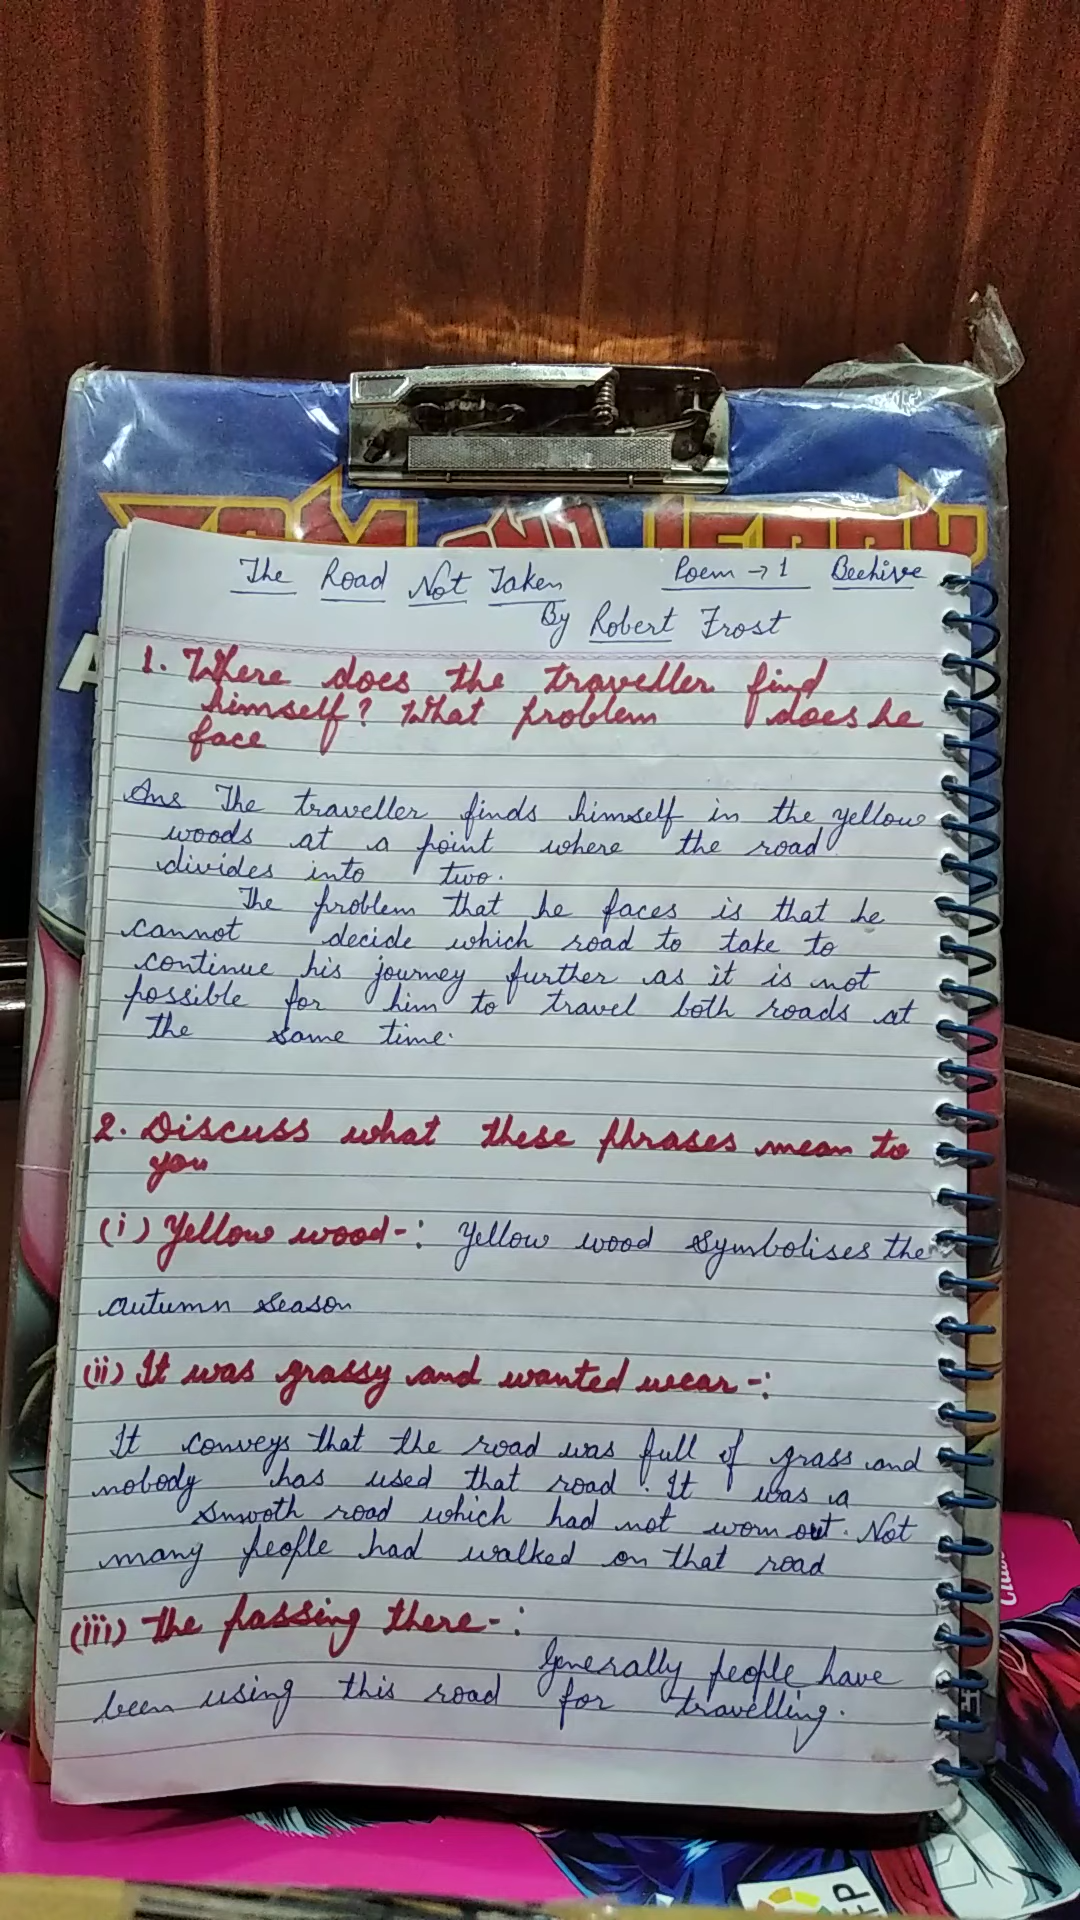 TOM AND JERRY
The Road Not Taken Poem → 1 Beehive
By Robert Frost
1. Where does the traveller find
himself? What problem does he
face
Ans The traveller finds himself in the yellow
woods at a point where the road
divides into two.
The problem that he faces is that he
cannot decide which road to take to
continue his journey further as it is not
possible for him to travel both roads at
the same time.
2. Discuss what these phrases mean to
you
(i) Yellow wood-: Yellow wood symbolises the
autumn season
(ii) It was grassy and wanted wear-:
It conveys that the road was full of grass and
nobody has used that road. It was a
smooth road which had not worn out. Not
many people had walked on that road
(iii) The passing there-:
Generally people have
been using this road for travelling.